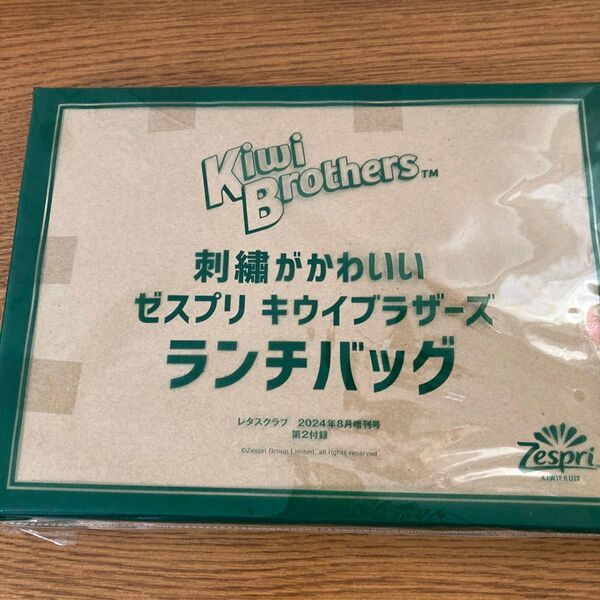 Kiwi
Brothers™
刺繍がかわいい
ゼスプリ キウイブラザーズ
ランチバッグ
レタスクラブ 2024年8月増刊号
第2付録
©Zespri Group Limited, all rights reserved
Zespri™
KIWIFRUIT